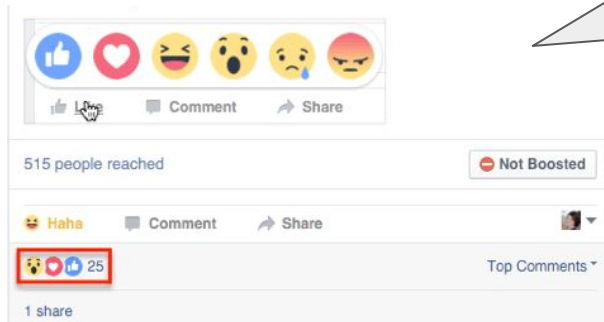 Like Comment Share
515 people reached Not Boosted
Haha Comment Share
25 Top Comments
1 share